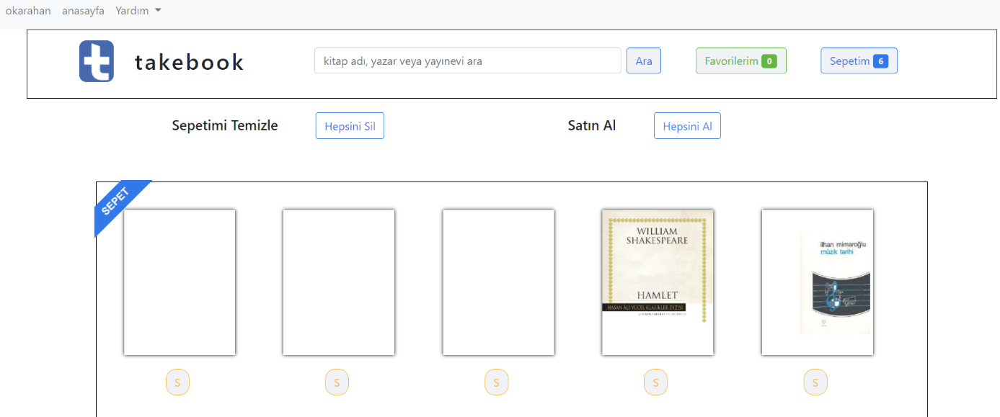 okarahan anasayfa Yardım
t takebook kitap adı, yazar veya yayınevi ara Ara Favorilerim 0 Sepetim 6
Sepetimi Temizle Hepsini Sil Satın Al Hepsini Al
SEPET
WILLIAM
SHAKESPEARE
HAMLET
HASAN ÂLİ YÜCEL KLASİKLER DİZİSİ
ilhan mimaroğlu
müzik tarihi
S S S S S